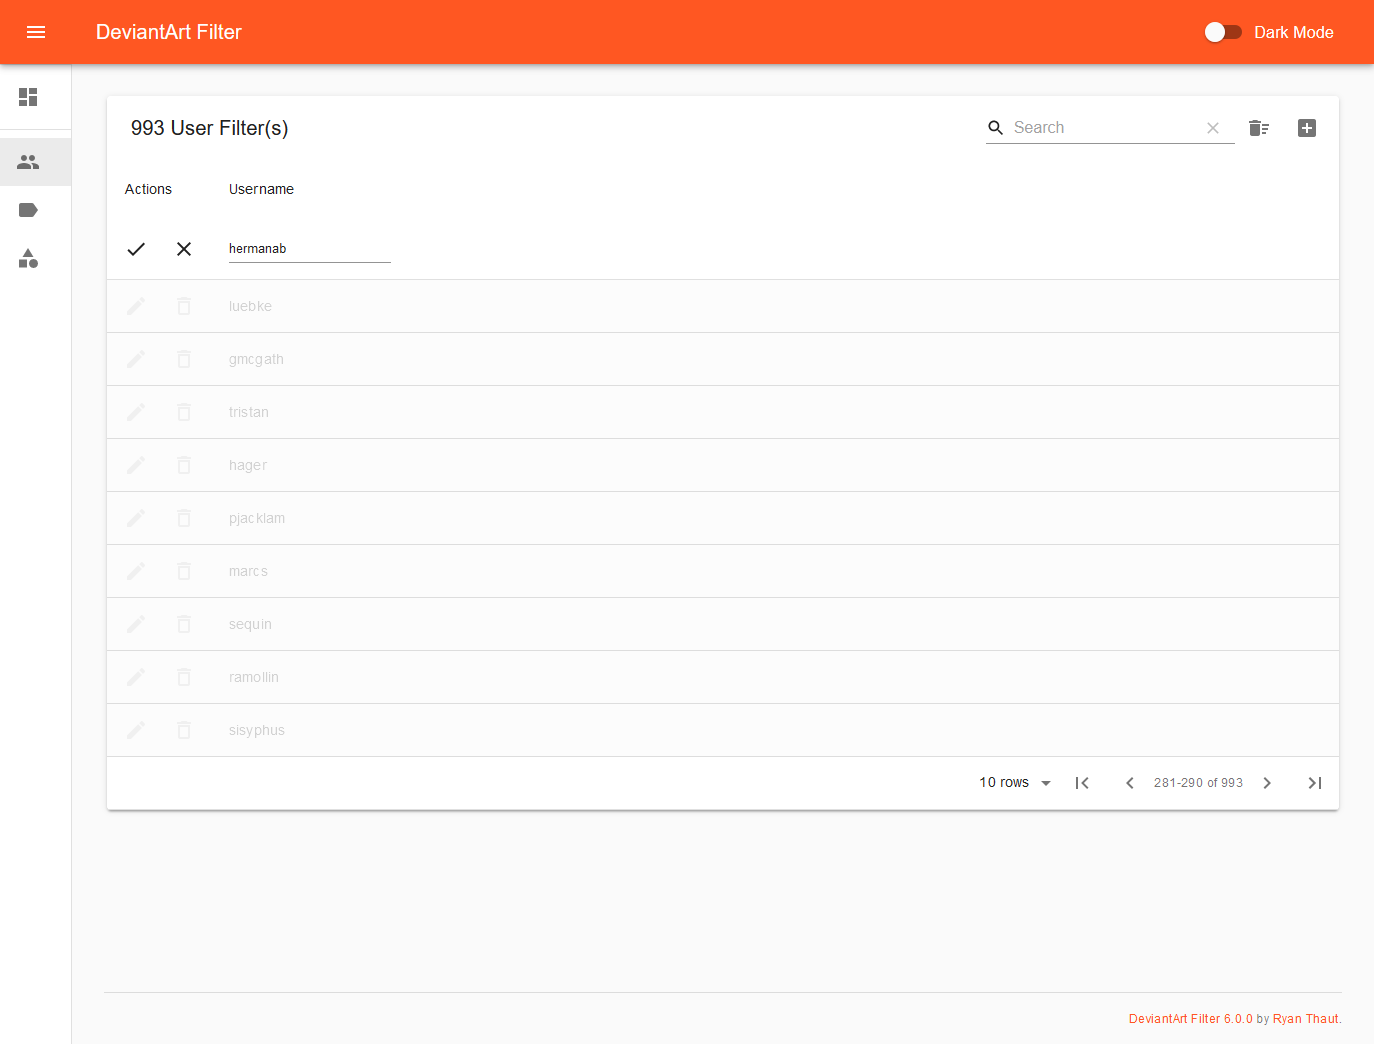 DeviantArt Filter
Dark Mode
993 User Filter(s)
Search
Actions Username
hermanab
luebke
gmcgath
tristan
hager
pjacklam
marcs
sequin
ramollin
sisyphus
10 rows 281-290 of 993
DeviantArt Filter 6.0.0 by Ryan Thaut.